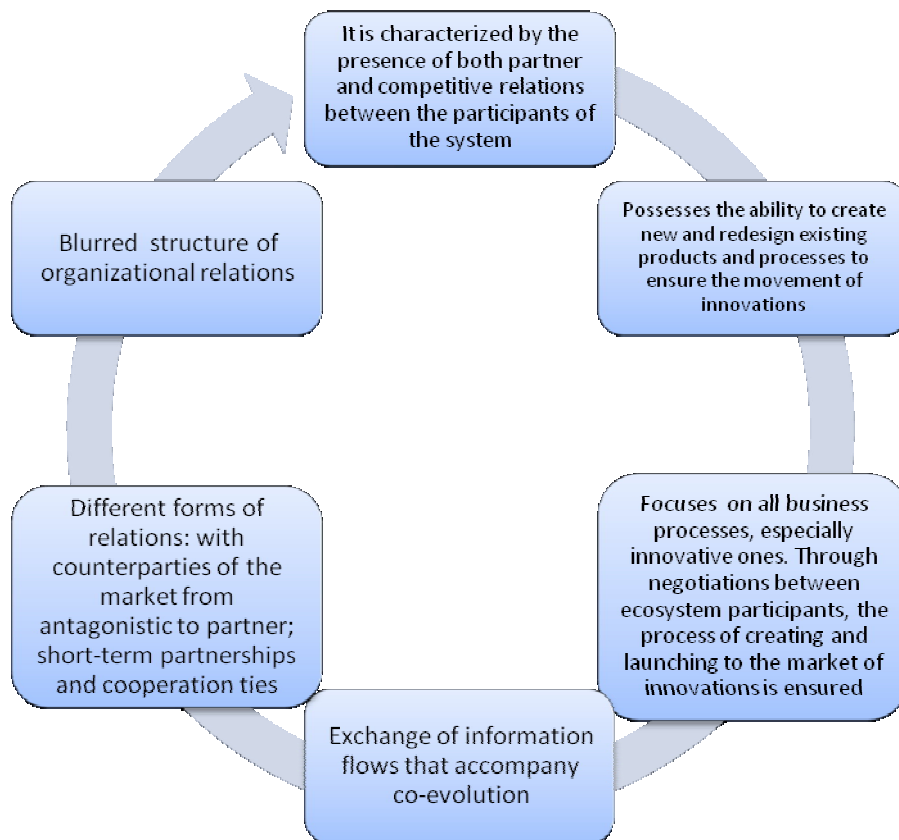 It is characterized by the
presence of both partner
and competitive relations
between the participants of
the system
Possesses the ability to create
new and redesign existing
products and processes to
ensure the movement of
innovations
Focuses on all business
processes, especially
innovative ones. Through
negotiations between
ecosystem participants, the
process of creating and
launching to the market of
innovations is ensured
Exchange of information
flows that accompany
co-evolution
Different forms of
relations: with
counterparties of the
market from
antagonistic to partner;
short-term partnerships
and cooperation ties
Blurred structure of
organizational relations